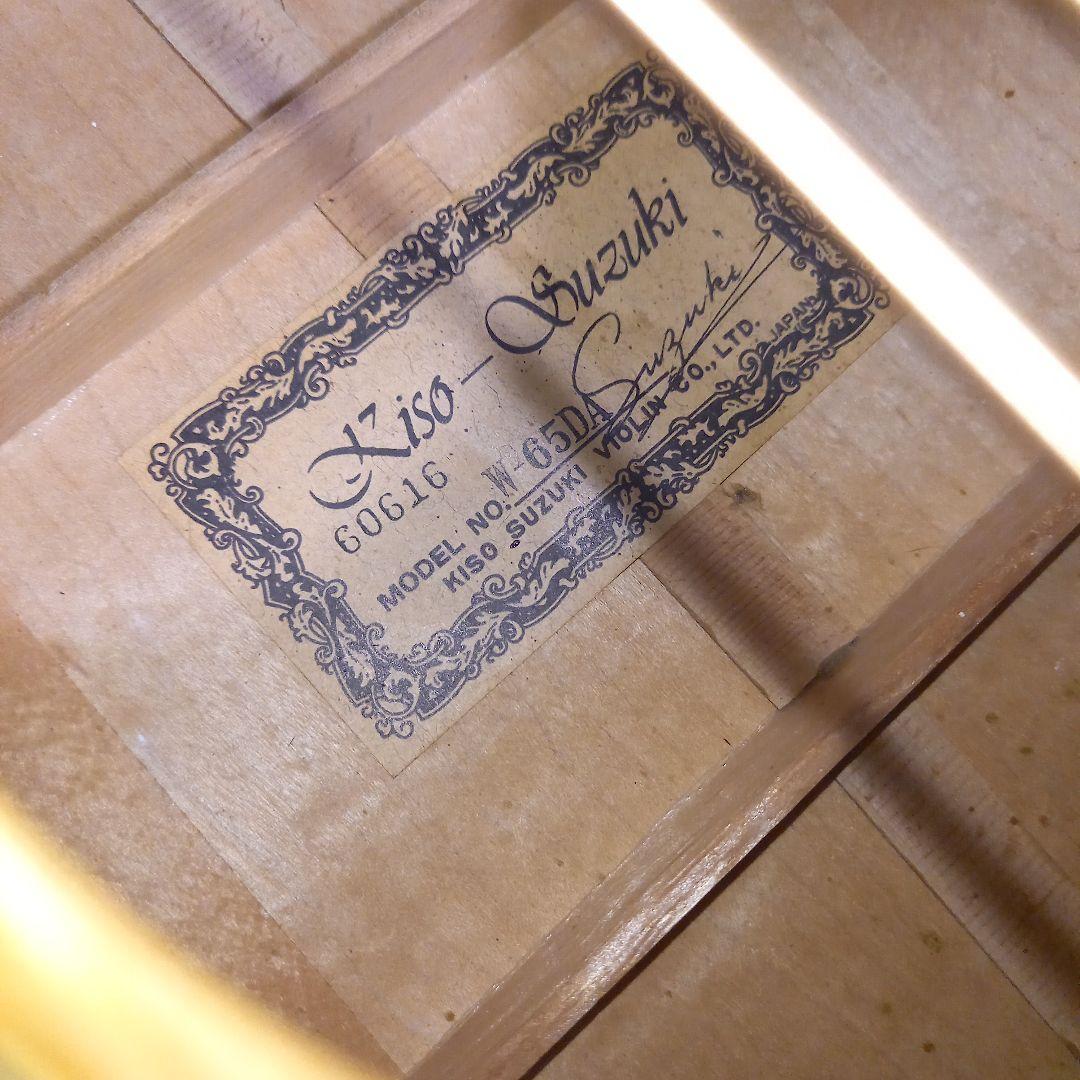 Kiso-Suzuki
Suzuki
60616
MODEL NO. W-65DA
KISO SUZUKI VIOLIN CO., LTD.
JAPAN